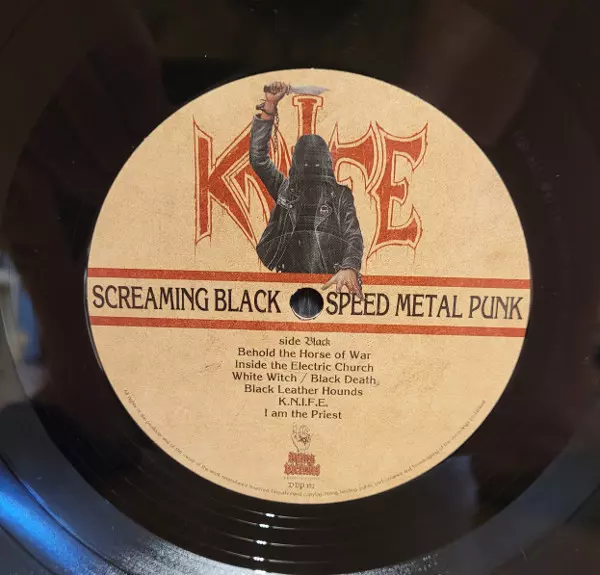 KNIFE
SCREAMING BLACK SPEED METAL PUNK
side Black
Behold the Horse of War
Inside the Electric Church
White Witch / Black Death
Black Leather Hounds
K.N.I.F.E.
I am the Priest